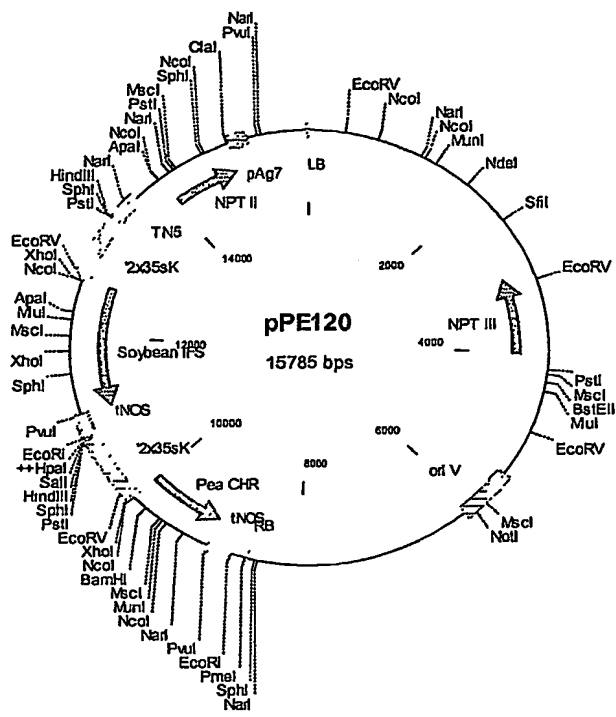 NarI
PvuI
ClaI
NcoI
SphI
MscI
PstI
NarI
NcoI
ApaI
NarI
HindIII
SphI
PstI
EcoRV
XhoI
NcoI
ApaI
MluI
MscI
XhoI
SphI
PvuI
EcoRI
++HpaI
SalI
HindIII
SphI
PstI
EcoRV
XhoI
NcoI
BamHI
MscI
MunI
NcoI
NarI
PvuI
EcoRI
PmeI
SphI
NarI
EcoRV
NcoI
NarI
NcoI
MunI
NdeI
SfiI
EcoRV
PstI
MscI
BstEII
MluI
EcoRV
MscI
NotI
LB
pAg7
NPT II
TN5
*2x35sK
Soybean IFS
tNOS
*2x35sK
Pea CHR
tNOS
RB
ori V
NPT III
2000
4000
6000
8000
10000
12000
14000
pPE120
15785 bps